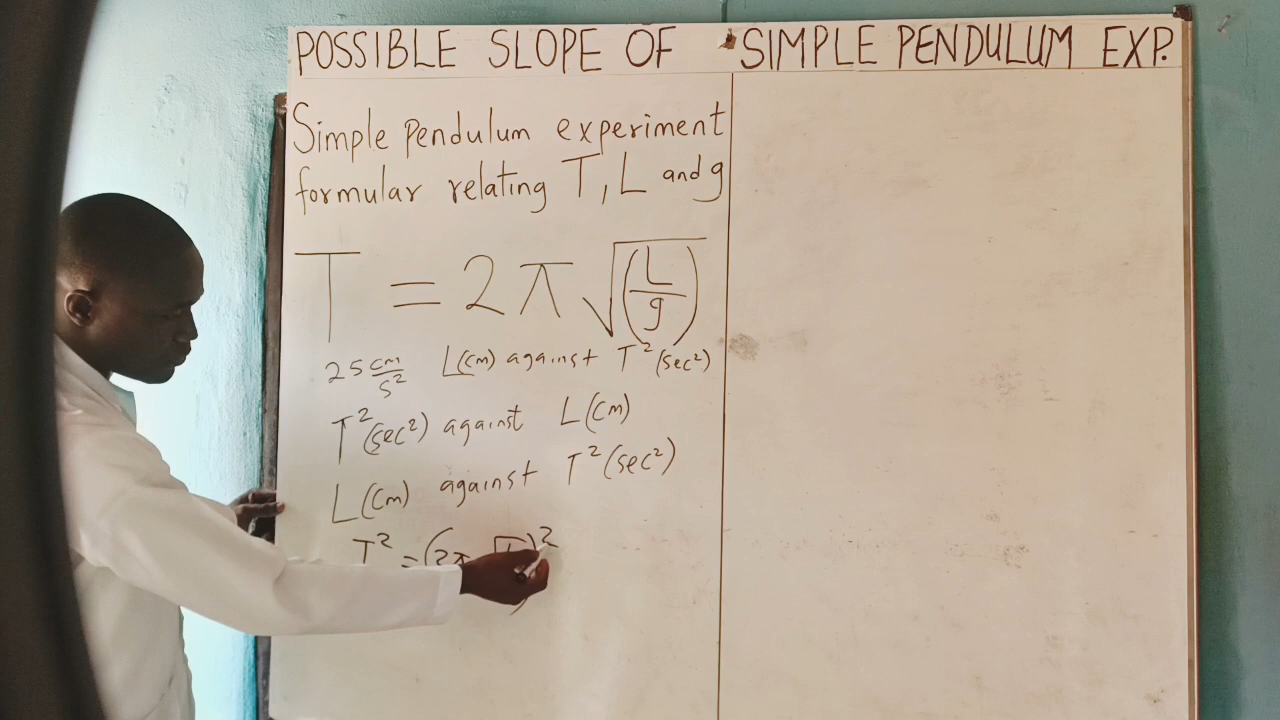 POSSIBLE SLOPE OF SIMPLE PENDULUM EXP.
Simple pendulum experiment
formular relating T, L and g
T = 2π √(L/g)
25 cm/s² L(cm) against T²(sec²)
T²(sec²) against L(cm)
L(cm) against T²(sec²)
T² = (2π √L)²